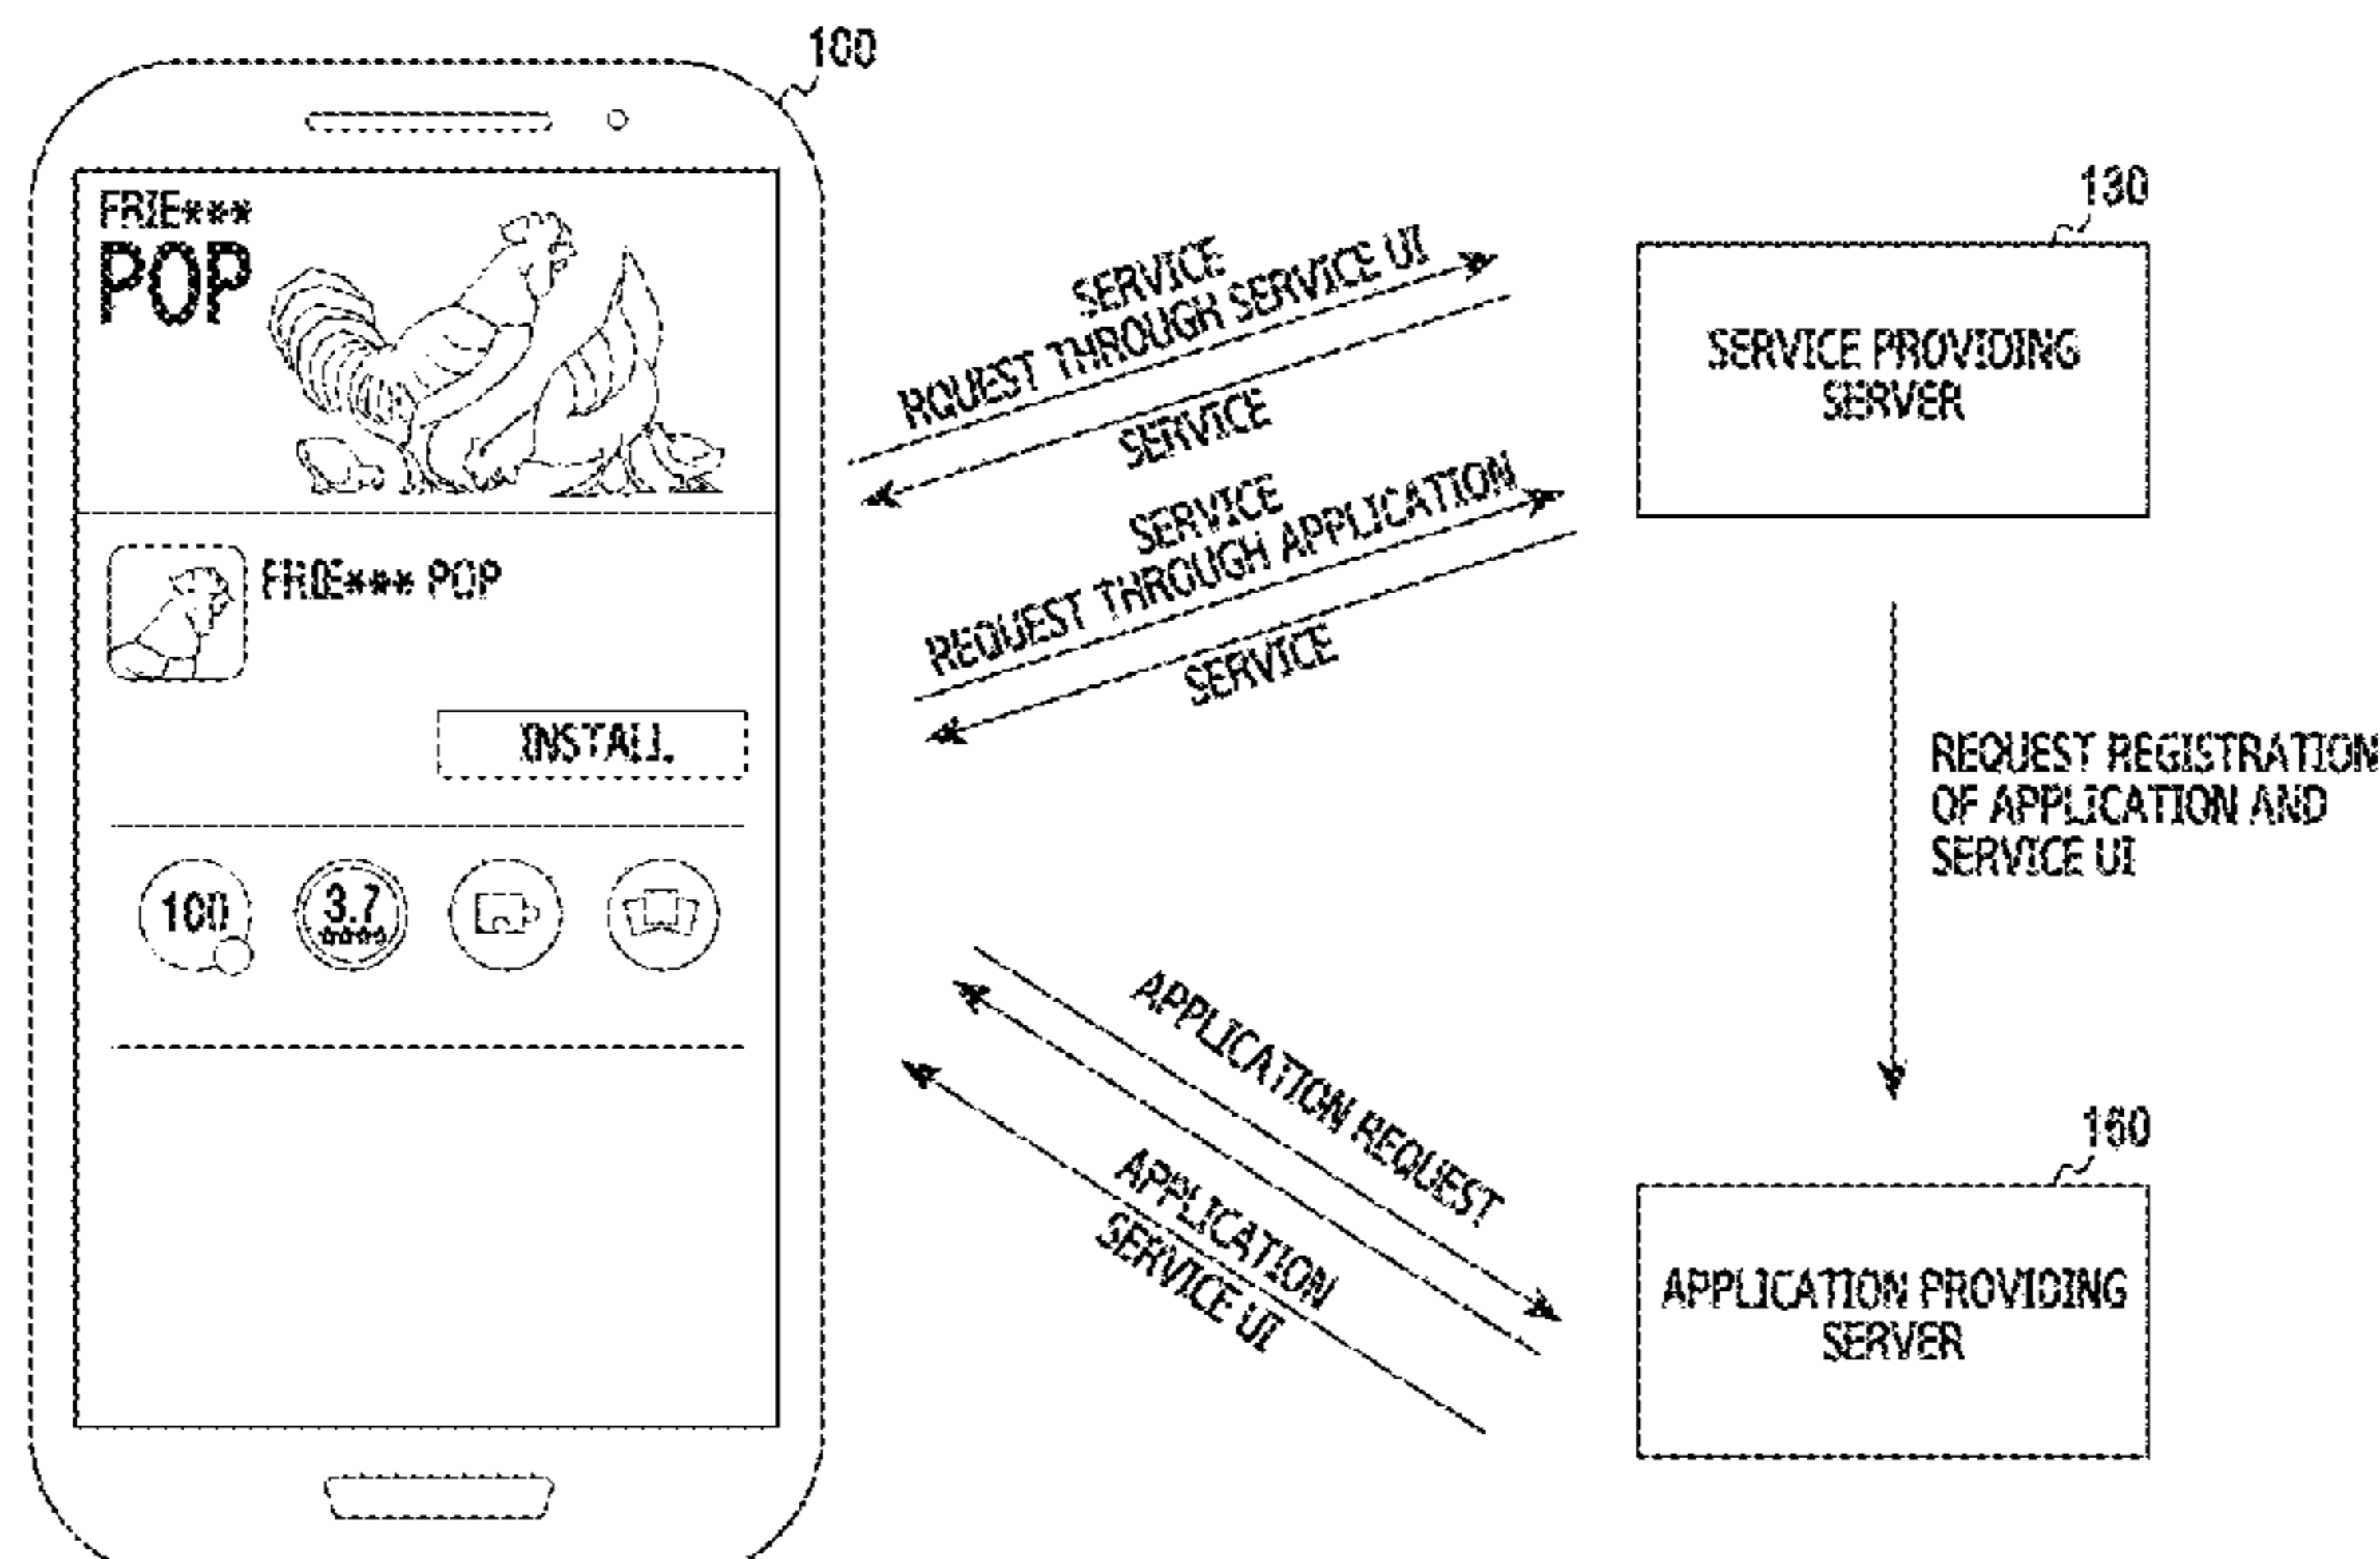 100
FRIE***
POP
FRIE*** POP
INSTALL
100
3.7
SERVICE
RQUEST THROUGH SERVICE UI
SERVICE
SERVICE
REQUEST THROUGH APPLICATION
SERVICE
130
SERVICE PROVIDING
SERVER
REQUEST REGISTRATION
OF APPLICATION AND
SERVICE UI
APPLICATION REQUEST
APPLICATION
SERVICE UI
160
APPLICATION PROVIDING
SERVER